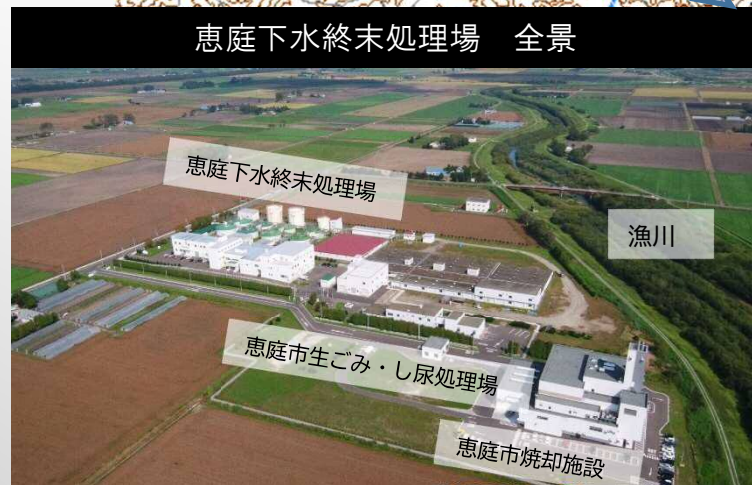 恵庭下水終末処理場　全景
恵庭下水終末処理場
漁川
恵庭市生ごみ・し尿処理場
恵庭市焼却施設